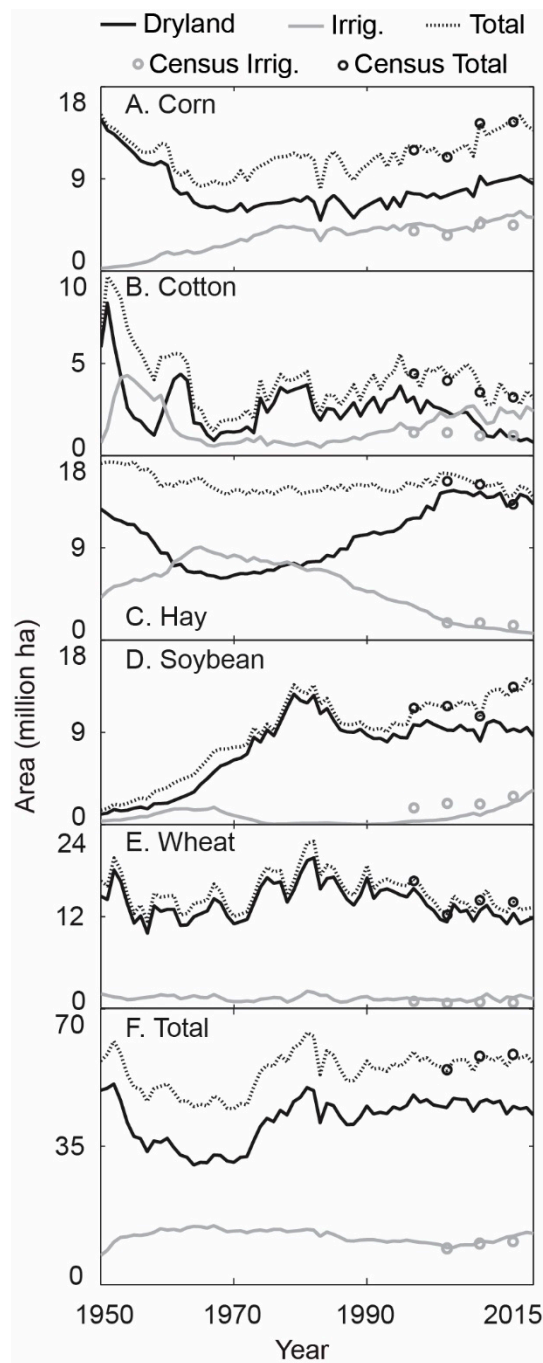 Dryland Irrig. Total
Census Irrig. Census Total
18
A. Corn
9
0
10
B. Cotton
5
0
18
9
C. Hay
0
18
D. Soybean
9
0
24
E. Wheat
12
0
70
F. Total
35
0
1950 1970 1990 2015
Year
Area (million ha)